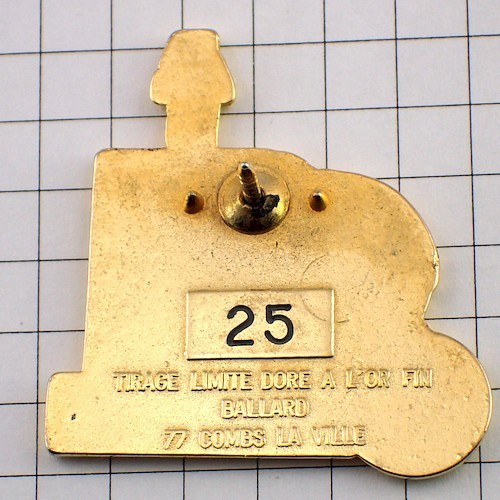 25
TIRAGE LIMITE DORE A L'OR FIN
BALLARD
77 COMBS LA VILLE